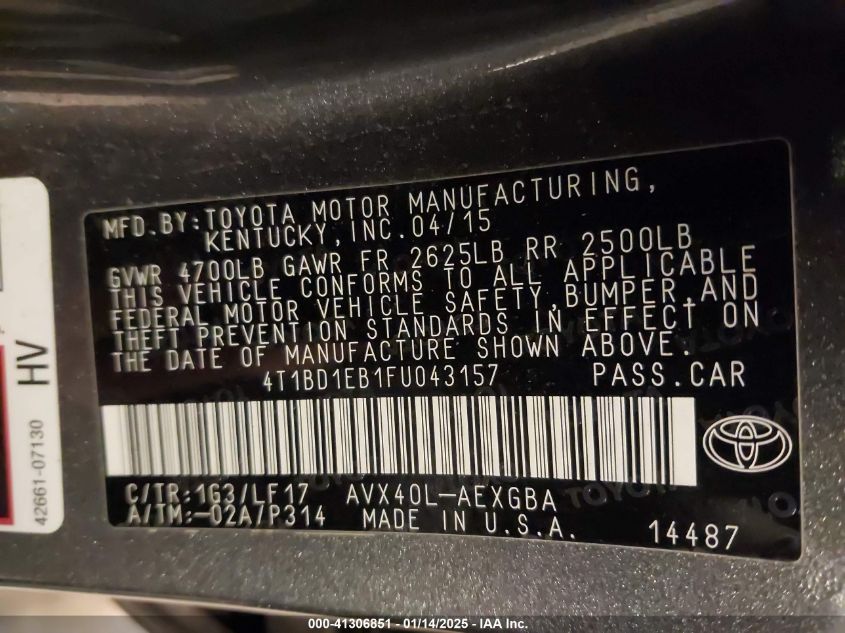 MFD.BY:TOYOTA MOTOR MANUFACTURING,
KENTUCKY,INC.04/15
GVWR 4700LB GAWR FR 2625LB RR 2500LB
THIS VEHICLE CONFORMS TO ALL APPLICABLE
FEDERAL MOTOR VEHICLE SAFETY,BUMPER,AND
THEFT PREVENTION STANDARDS IN EFFECT ON
THE DATE OF MANUFACTURE SHOWN ABOVE.
4T1BD1EB1FU043157 PASS.CAR
C/TR:1G3/LF17 AVX40L-AEXGBA
A/TM:-02A/P314 MADE IN U.S.A. 14487
HV
42661-07130
000-41306851 / 01/14/2025 - IAA Inc.